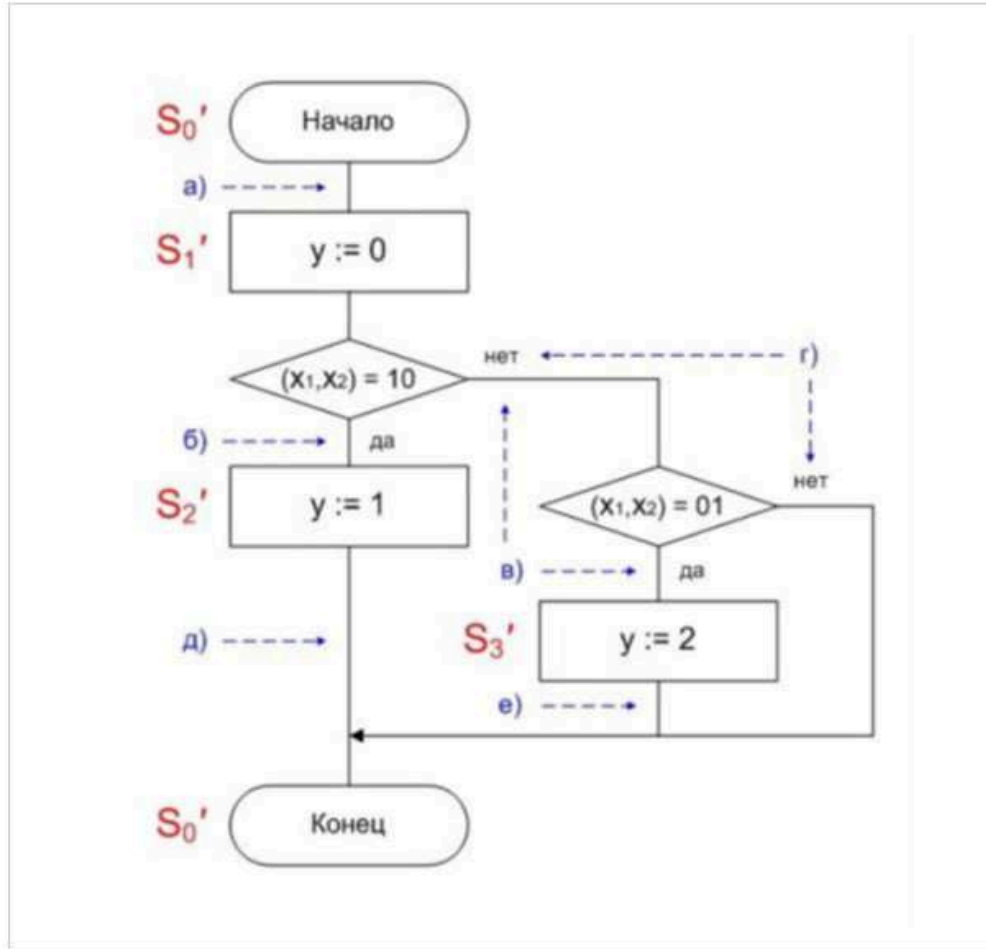 S₀′ Начало
а)
S₁′ y := 0
(x₁,x₂) = 10 нет г)
б) да
нет
S₂′ y := 1 (x₁,x₂) = 01
в) да
д) S₃′ y := 2
е)
S₀′ Конец